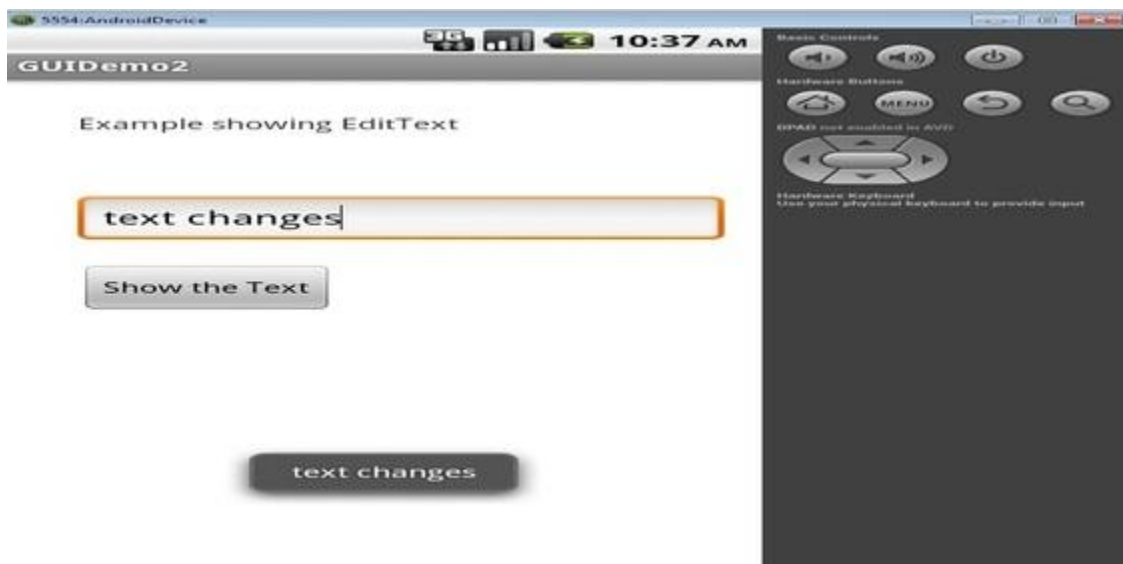 5554:AndroidDevice
3G 10:37 AM
GUIDemo2
Example showing EditText
text changes
Show the Text
text changes
Basic Controls
Hardware Buttons
MENU
DPAD not enabled in AVD
Hardware Keyboard
Use your physical keyboard to provide input